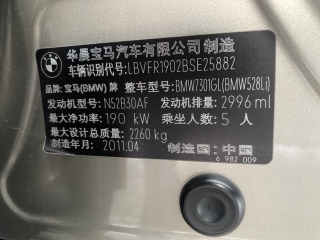 华晨宝马汽车有限公司 制造
车辆识别代号:LBVFR1902BSE25882
品牌:宝马(BMW)牌 整车型号:BMW7301GL(BMW528Li)
发动机型号:N52B30AF 发动机排量:2996 ml
最大净功率:190 kW 乘坐人数:5 人
最大设计总质量:2260 kg
制造年月:2011.04 制造国:中国
6 982 009